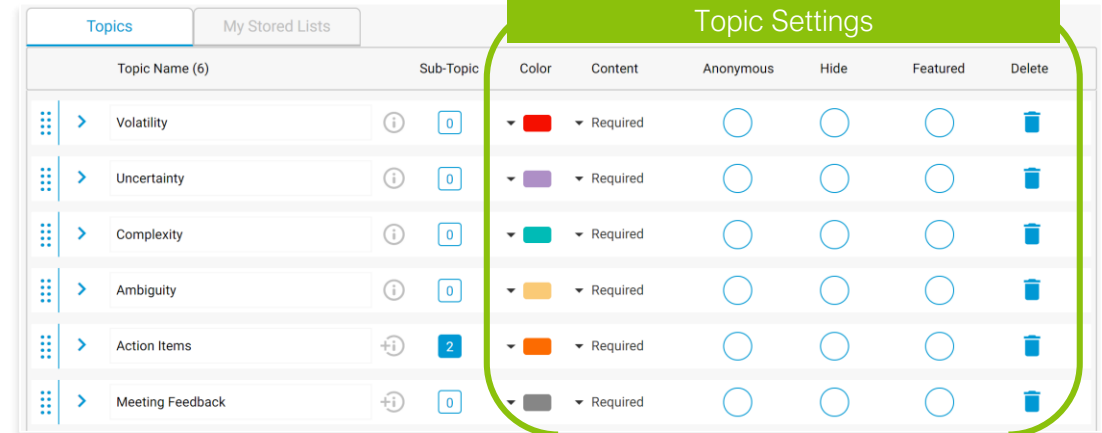 Topic Settings
Topics My Stored Lists
Topic Name (6) Sub-Topic Color Content Anonymous Hide Featured Delete
Volatility 0 Required
Uncertainty 0 Required
Complexity 0 Required
Ambiguity 0 Required
Action Items 2 Required
Meeting Feedback 0 Required